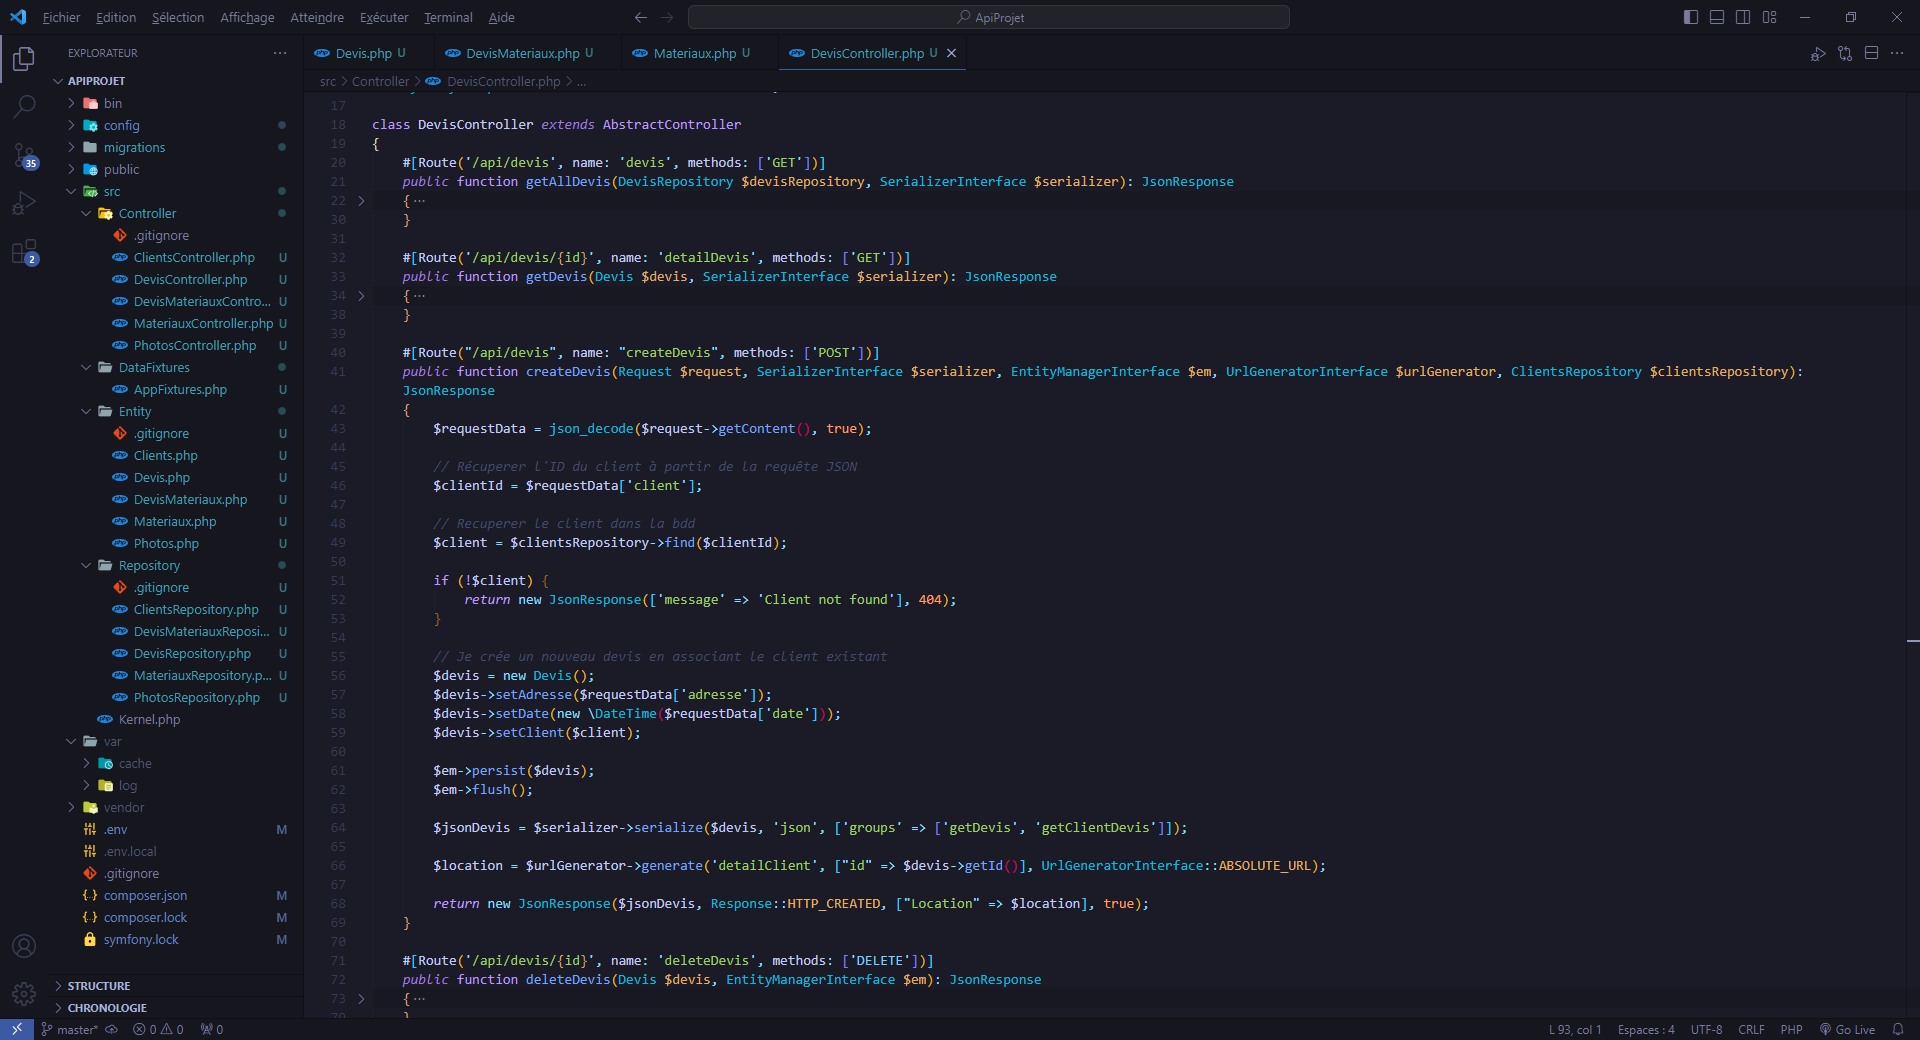 Fichier Edition Sélection Affichage Atteindre Exécuter Terminal Aide
ApiProjet
EXPLORATEUR
APIPROJET
bin
config
migrations
public
src
Controller
.gitignore
ClientsController.php U
DevisController.php U
DevisMateriauxContro... U
MateriauxController.php U
PhotosController.php U
DataFixtures
AppFixtures.php U
Entity
.gitignore U
Clients.php U
Devis.php U
DevisMateriaux.php U
Materiaux.php U
Photos.php U
Repository
.gitignore U
ClientsRepository.php U
DevisMateriauxReposi... U
DevisRepository.php U
MateriauxRepository.p... U
PhotosRepository.php U
Kernel.php
var
cache
log
vendor
.env M
.env.local
.gitignore
composer.json M
composer.lock M
symfony.lock M
STRUCTURE
CHRONOLOGIE
35
2
Devis.php U
DevisMateriaux.php U
Materiaux.php U
DevisController.php U
src > Controller > DevisController.php > ...
17
18 class DevisController extends AbstractController
19 {
20 #[Route('/api/devis', name: 'devis', methods: ['GET'])]
21 public function getAllDevis(DevisRepository $devisRepository, SerializerInterface $serializer): JsonResponse
22 { ...
30 }
31
32 #[Route('/api/devis/{id}', name: 'detailDevis', methods: ['GET'])]
33 public function getDevis(Devis $devis, SerializerInterface $serializer): JsonResponse
34 { ...
38 }
39
40 #[Route("/api/devis", name: "createDevis", methods: ['POST'])]
41 public function createDevis(Request $request, SerializerInterface $serializer, EntityManagerInterface $em, UrlGeneratorInterface $urlGenerator, ClientsRepository $clientsRepository):
JsonResponse
42 {
43 $requestData = json_decode($request->getContent(), true);
44
45 // Récuperer l'ID du client à partir de la requête JSON
46 $clientId = $requestData['client'];
47
48 // Recuperer le client dans la bdd
49 $client = $clientsRepository->find($clientId);
50
51 if (!$client) {
52 return new JsonResponse(['message' => 'Client not found'], 404);
53 }
54
55 // Je crée un nouveau devis en associant le client existant
56 $devis = new Devis();
57 $devis->setAdresse($requestData['adresse']);
58 $devis->setDate(new \DateTime($requestData['date']));
59 $devis->setClient($client);
60
61 $em->persist($devis);
62 $em->flush();
63
64 $jsonDevis = $serializer->serialize($devis, 'json', ['groups' => ['getDevis', 'getClientDevis']]);
65
66 $location = $urlGenerator->generate('detailClient', ["id" => $devis->getId()], UrlGeneratorInterface::ABSOLUTE_URL);
67
68 return new JsonResponse($jsonDevis, Response::HTTP_CREATED, ["Location" => $location], true);
69 }
70
71 #[Route('/api/devis/{id}', name: 'deleteDevis', methods: ['DELETE'])]
72 public function deleteDevis(Devis $devis, EntityManagerInterface $em): JsonResponse
73 { ...
master* 0 0 0
L 93, col 1 Espaces : 4 UTF-8 CRLF PHP Go Live